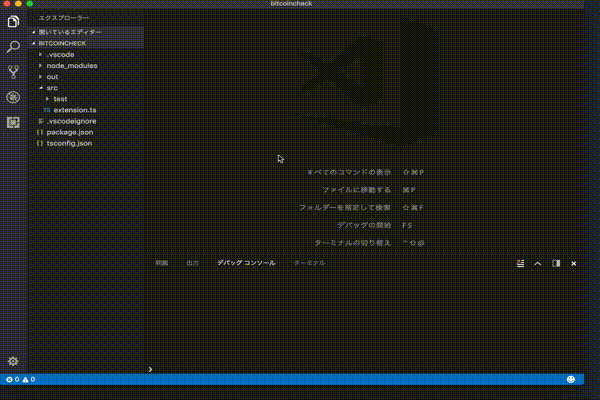 bitcoincheck
エクスプローラー
開いているエディター
BITCOINCHECK
.vscode
node_modules
out
src
test
TS extension.ts
.vscodeignore
{} package.json
{} tsconfig.json
すべてのコマンドの表示 ⇧⌘P
ファイルに移動する ⌘P
フォルダーを指定して検索 ⇧⌘F
デバッグの開始 F5
ターミナルの切り替え ⌃⇧@
問題 出力 デバッグ コンソール ターミナル
0 0